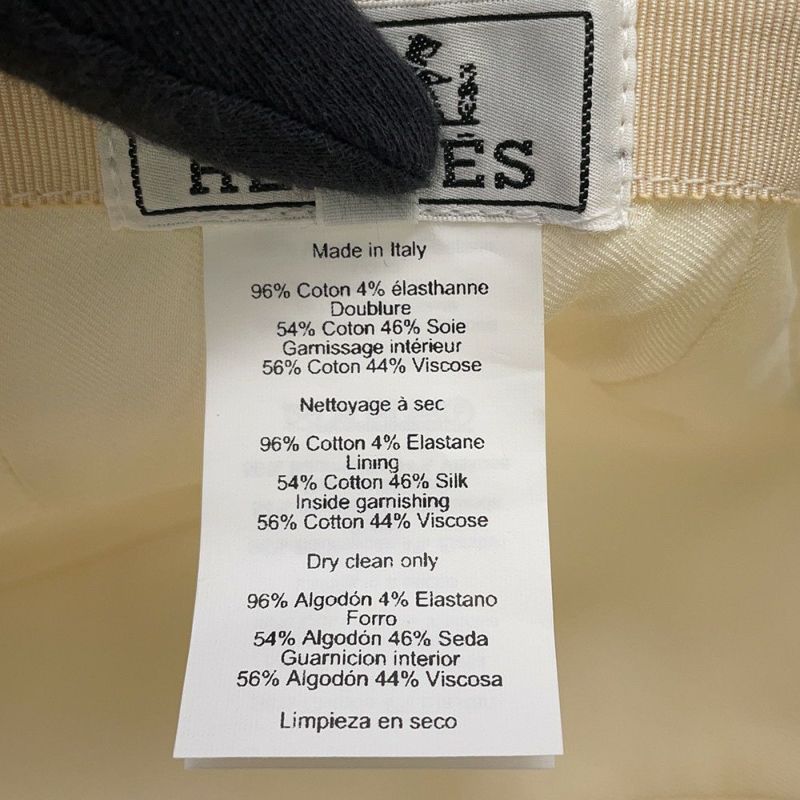 Made in Italy
96% Coton 4% élasthanne
Doublure
54% Coton 46% Soie
Garnissage intérieur
56% Coton 44% Viscose
Nettoyage à sec
96% Cotton 4% Elastane
Lining
54% Cotton 46% Silk
Inside garnishing
56% Cotton 44% Viscose
Dry clean only
96% Algodón 4% Elastano
Forro
54% Algodón 46% Seda
Guarnicion interior
56% Algodón 44% Viscosa
Limpieza en seco